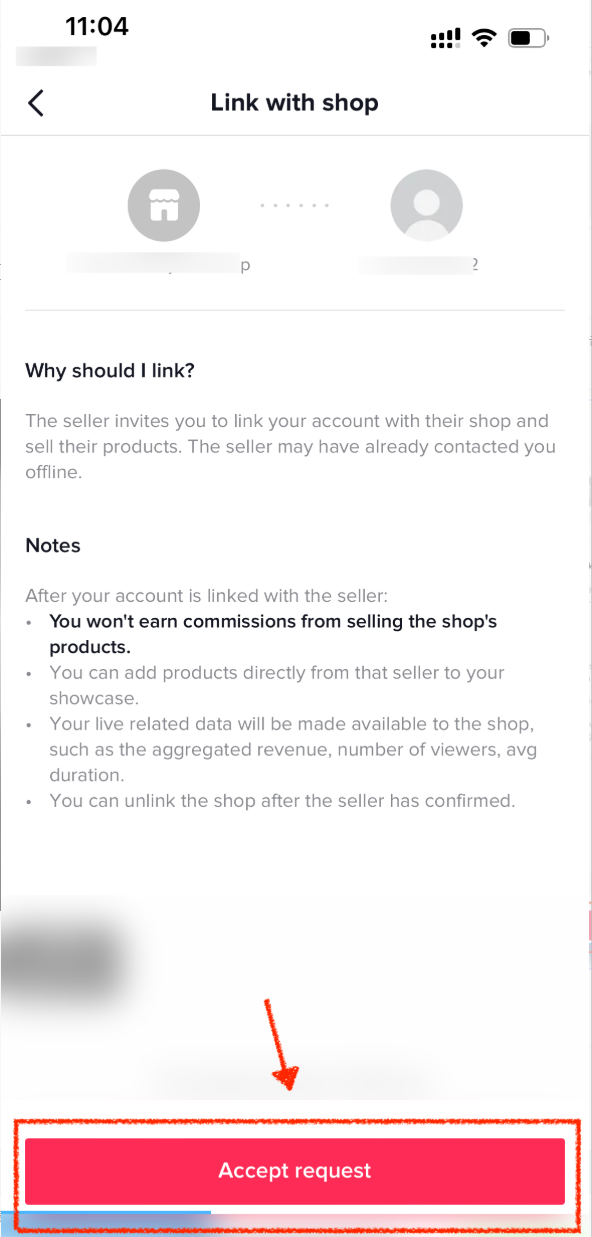 11:04
Link with shop
p
2
Why should I link?
The seller invites you to link your account with their shop and
sell their products. The seller may have already contacted you
offline.
Notes
After your account is linked with the seller:
• You won't earn commissions from selling the shop's
products.
• You can add products directly from that seller to your
showcase.
• Your live related data will be made available to the shop,
such as the aggregated revenue, number of viewers, avg
duration.
• You can unlink the shop after the seller has confirmed.
Accept request